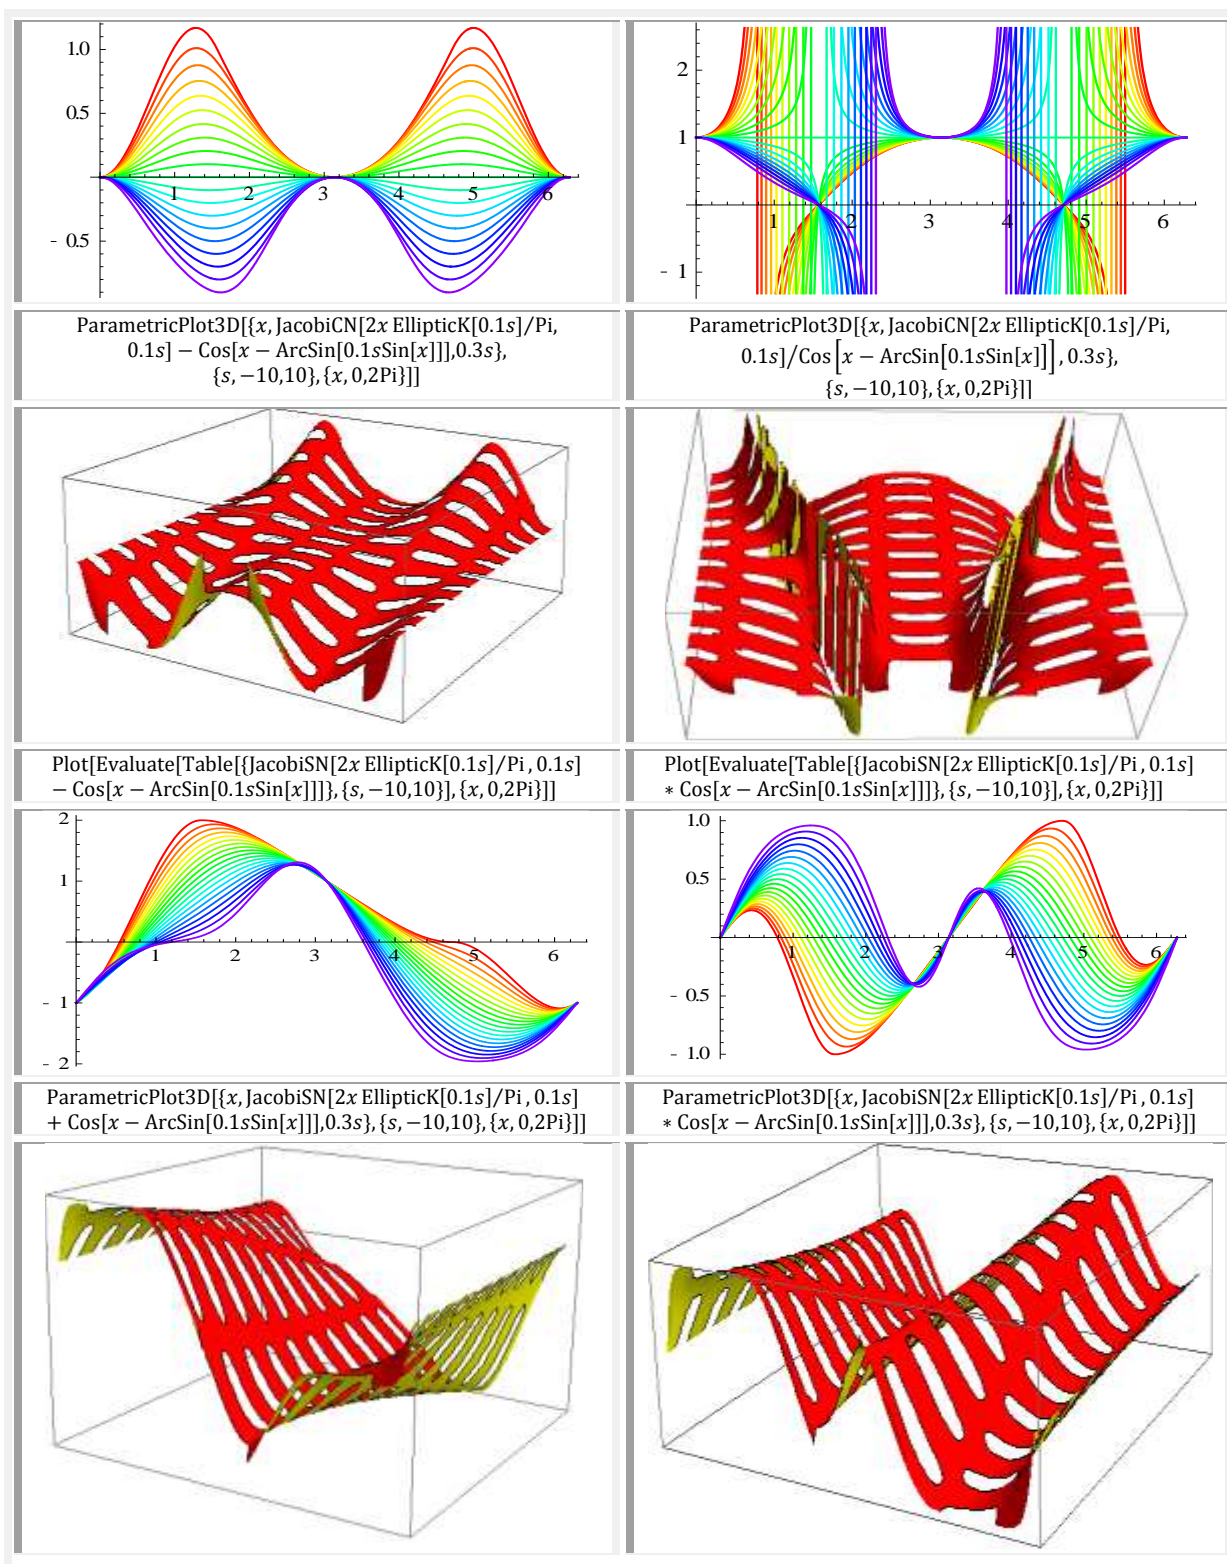 1.0
0.5
1 2 3 4 5 6
- 0.5
2
1
1 2 3 4 5 6
- 1
ParametricPlot3D[{x, JacobiCN[2x EllipticK[0.1s]/Pi,
0.1s] − Cos[x − ArcSin[0.1sSin[x]]],0.3s},
{s, −10,10},{x, 0,2Pi}]]
ParametricPlot3D[{x, JacobiCN[2x EllipticK[0.1s]/Pi,
0.1s]/Cos[x − ArcSin[0.1sSin[x]]], 0.3s},
{s, −10,10},{x, 0,2Pi}]]
Plot[Evaluate[Table[{JacobiSN[2x EllipticK[0.1s]/Pi , 0.1s]
− Cos[x − ArcSin[0.1sSin[x]]]},{s, −10,10}],{x, 0,2Pi}]]
Plot[Evaluate[Table[{JacobiSN[2x EllipticK[0.1s]/Pi , 0.1s]
∗ Cos[x − ArcSin[0.1sSin[x]]]},{s, −10,10}],{x, 0,2Pi}]]
2
1
1 2 3 4 5 6
- 1
- 2
1.0
0.5
1 2 3 4 5 6
- 0.5
- 1.0
ParametricPlot3D[{x, JacobiSN[2x EllipticK[0.1s]/Pi , 0.1s]
+ Cos[x − ArcSin[0.1sSin[x]]],0.3s},{s, −10,10},{x, 0,2Pi}]]
ParametricPlot3D[{x, JacobiSN[2x EllipticK[0.1s]/Pi , 0.1s]
∗ Cos[x − ArcSin[0.1sSin[x]]],0.3s},{s, −10,10},{x, 0,2Pi}]]